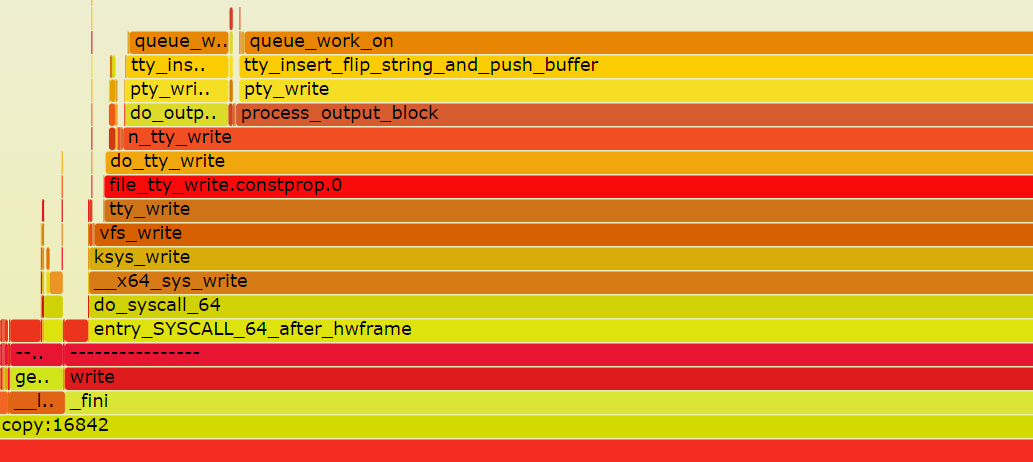 queue_w.. queue_work_on
tty_ins.. tty_insert_flip_string_and_push_buffer
pty_wri.. pty_write
do_outp.. process_output_block
n_tty_write
do_tty_write
file_tty_write.constprop.0
tty_write
vfs_write
ksys_write
__x64_sys_write
do_syscall_64
entry_SYSCALL_64_after_hwframe
--.. ----------------
ge.. write
__l.. _fini
copy:16842